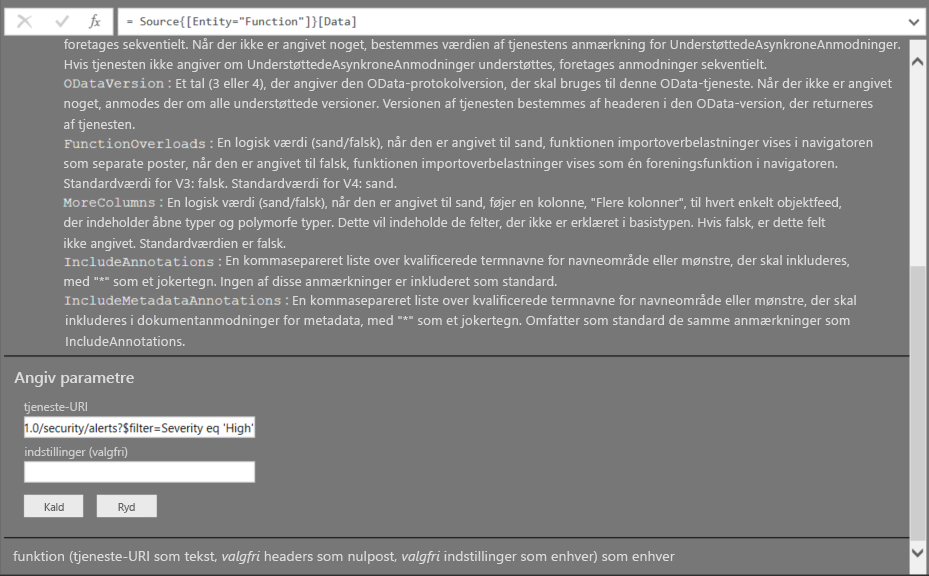 fx = Source{[Entity="Function"]}[Data]
foretages sekventielt. Når der ikke er angivet noget, bestemmes værdien af tjenestens anmærkning for UnderstøttedeAsynkroneAnmodninger.
Hvis tjenesten ikke angiver om UnderstøttedeAsynkroneAnmodninger understøttes, foretages anmodninger sekventielt.
ODataVersion : Et tal (3 eller 4), der angiver den OData-protokolversion, der skal bruges til denne OData-tjeneste. Når der ikke er angivet
noget, anmodes der om alle understøttede versioner. Versionen af tjenesten bestemmes af headeren i den OData-version, der returneres
af tjenesten.
FunctionOverloads : En logisk værdi (sand/falsk), når den er angivet til sand, funktionen importoverbelastninger vises i navigatoren
som separate poster, når den er angivet til falsk, funktionen importoverbelastninger vises som én foreningsfunktion i navigatoren.
Standardværdi for V3: falsk. Standardværdi for V4: sand.
MoreColumns : En logisk værdi (sand/falsk), når den er angivet til sand, føjer en kolonne, "Flere kolonner", til hvert enkelt objektfeed,
der indeholder åbne typer og polymorfe typer. Dette vil indeholde de felter, der ikke er erklæret i basistypen. Hvis falsk, er dette felt
ikke angivet. Standardværdien er falsk.
IncludeAnnotations : En kommasepareret liste over kvalificerede termnavne for navneområde eller mønstre, der skal inkluderes,
med "*" som et jokertegn. Ingen af disse anmærkninger er inkluderet som standard.
IncludeMetadataAnnotations : En kommasepareret liste over kvalificerede termnavne for navneområde eller mønstre, der skal
inkluderes i dokumentanmodninger for metadata, med "*" som et jokertegn. Omfatter som standard de samme anmærkninger som
IncludeAnnotations.
Angiv parametre
tjeneste-URI
1.0/security/alerts?$filter=Severity eq 'High'
indstillinger (valgfri)
Kald Ryd
funktion (tjeneste-URI som tekst, valgfri headers som nulpost, valgfri indstillinger som enhver) som enhver